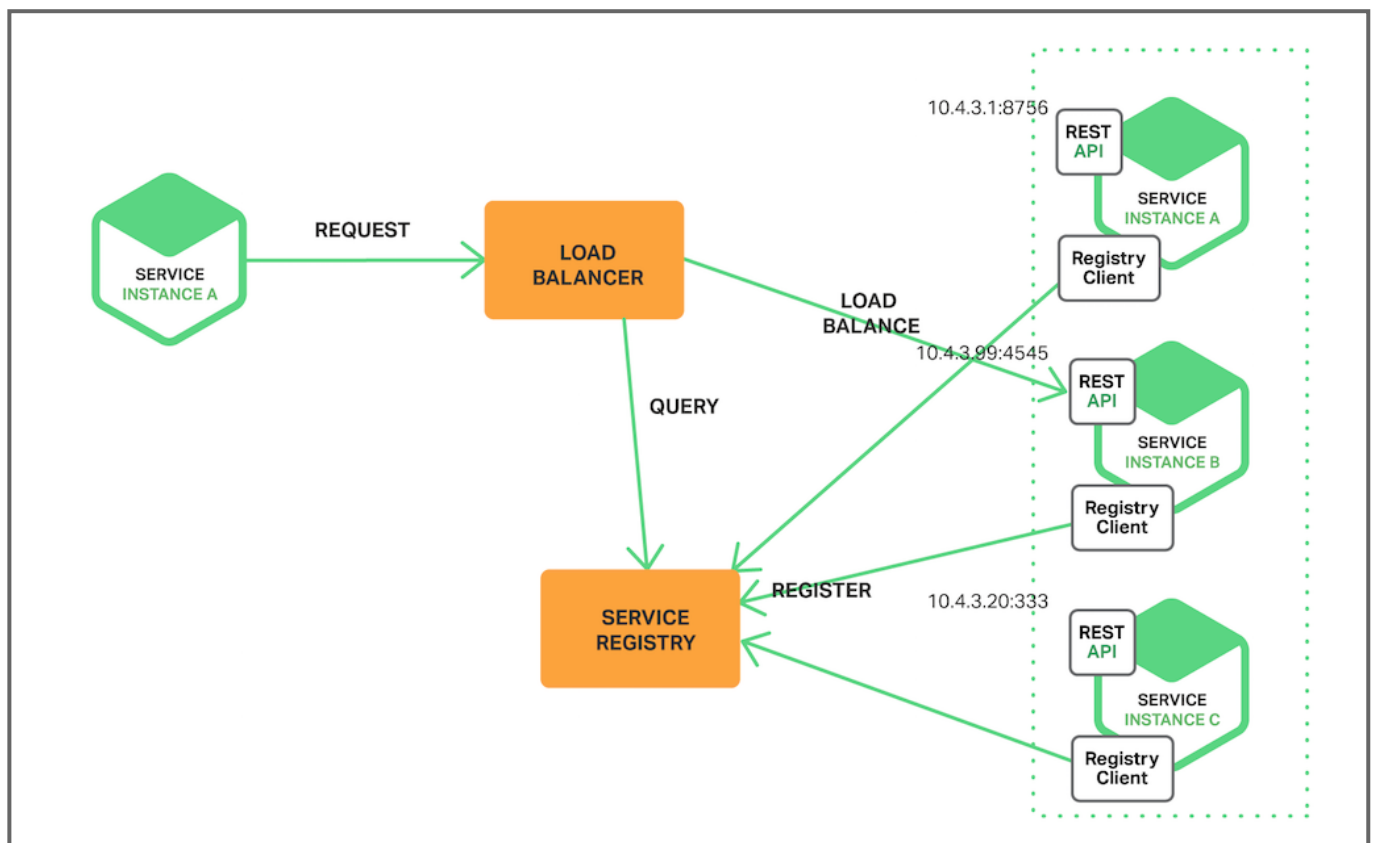 10.4.3.1:8756
REST
API
SERVICE
INSTANCE A
Registry
Client
SERVICE
INSTANCE A
REQUEST
LOAD
BALANCER
LOAD
BALANCE
10.4.3.99:4545
REST
API
SERVICE
INSTANCE B
Registry
Client
QUERY
SERVICE
REGISTRY
REGISTER
10.4.3.20:333
REST
API
SERVICE
INSTANCE C
Registry
Client